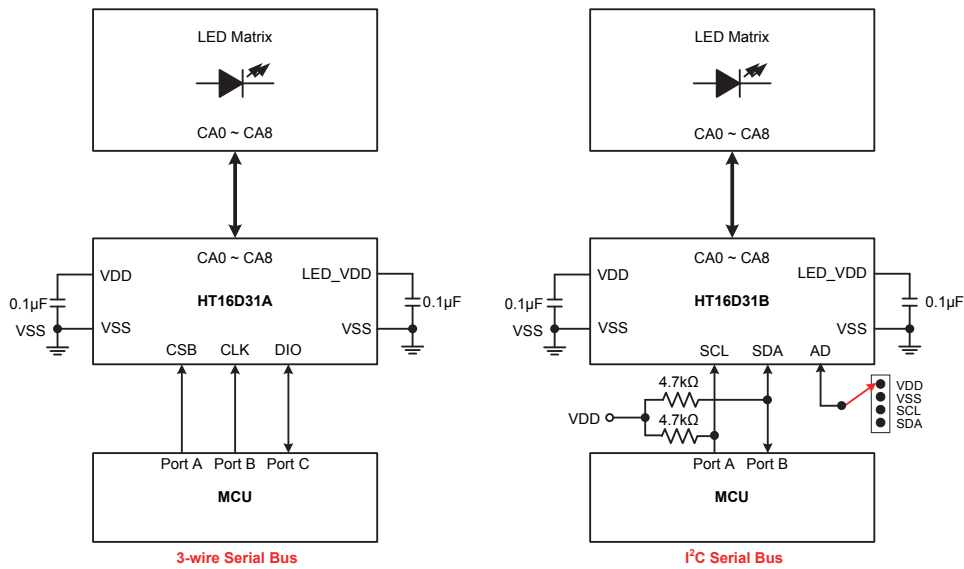 LED Matrix
CA0 ~ CA8
CA0 ~ CA8
VDD
LED_VDD
0.1µF
HT16D31A
0.1µF
VSS
VSS
VSS
CSB
CLK
DIO
Port A
Port B
Port C
MCU
3-wire Serial Bus
LED Matrix
CA0 ~ CA8
CA0 ~ CA8
VDD
LED_VDD
0.1µF
HT16D31B
0.1µF
VSS
VSS
VSS
SCL
SDA
AD
4.7kΩ
VDD
4.7kΩ
VDD
VSS
SCL
SDA
Port A
Port B
MCU
I²C Serial Bus